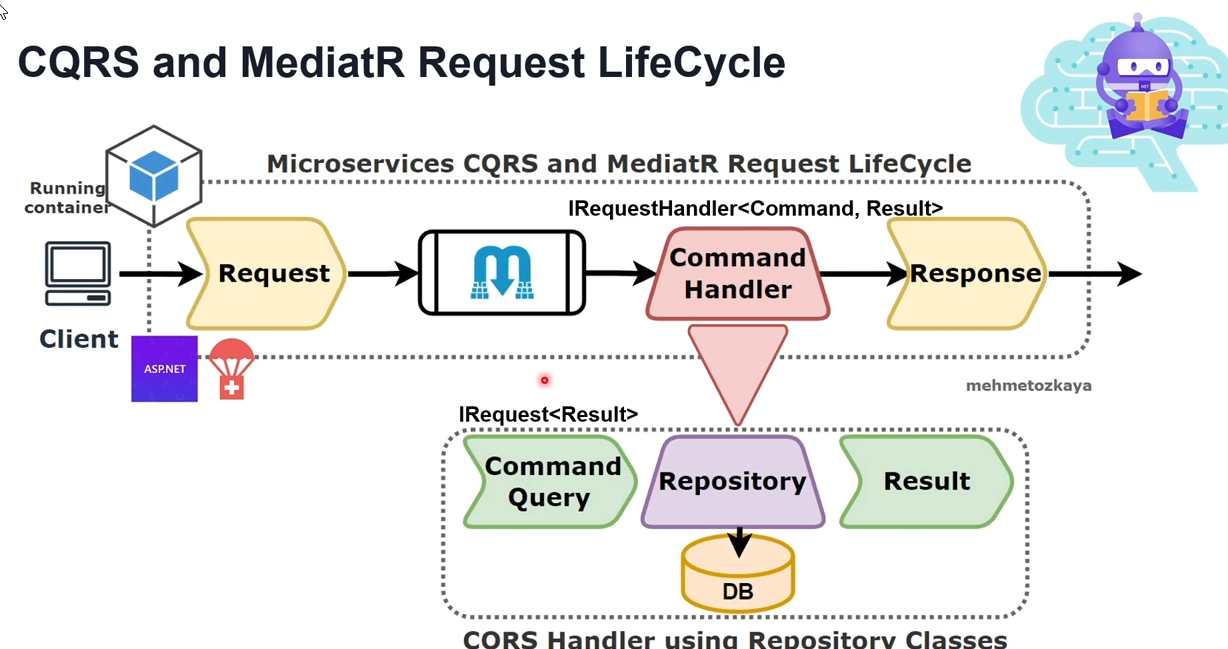 CQRS and MediatR Request LifeCycle
Microservices CQRS and MediatR Request LifeCycle
Running
container
IRequestHandler<Command, Result>
Request
Command
Handler
Response
Client
ASP.NET
mehmetozkaya
IRequest<Result>
Command
Query
Repository
Result
DB
CQRS Handler using Repository Classes